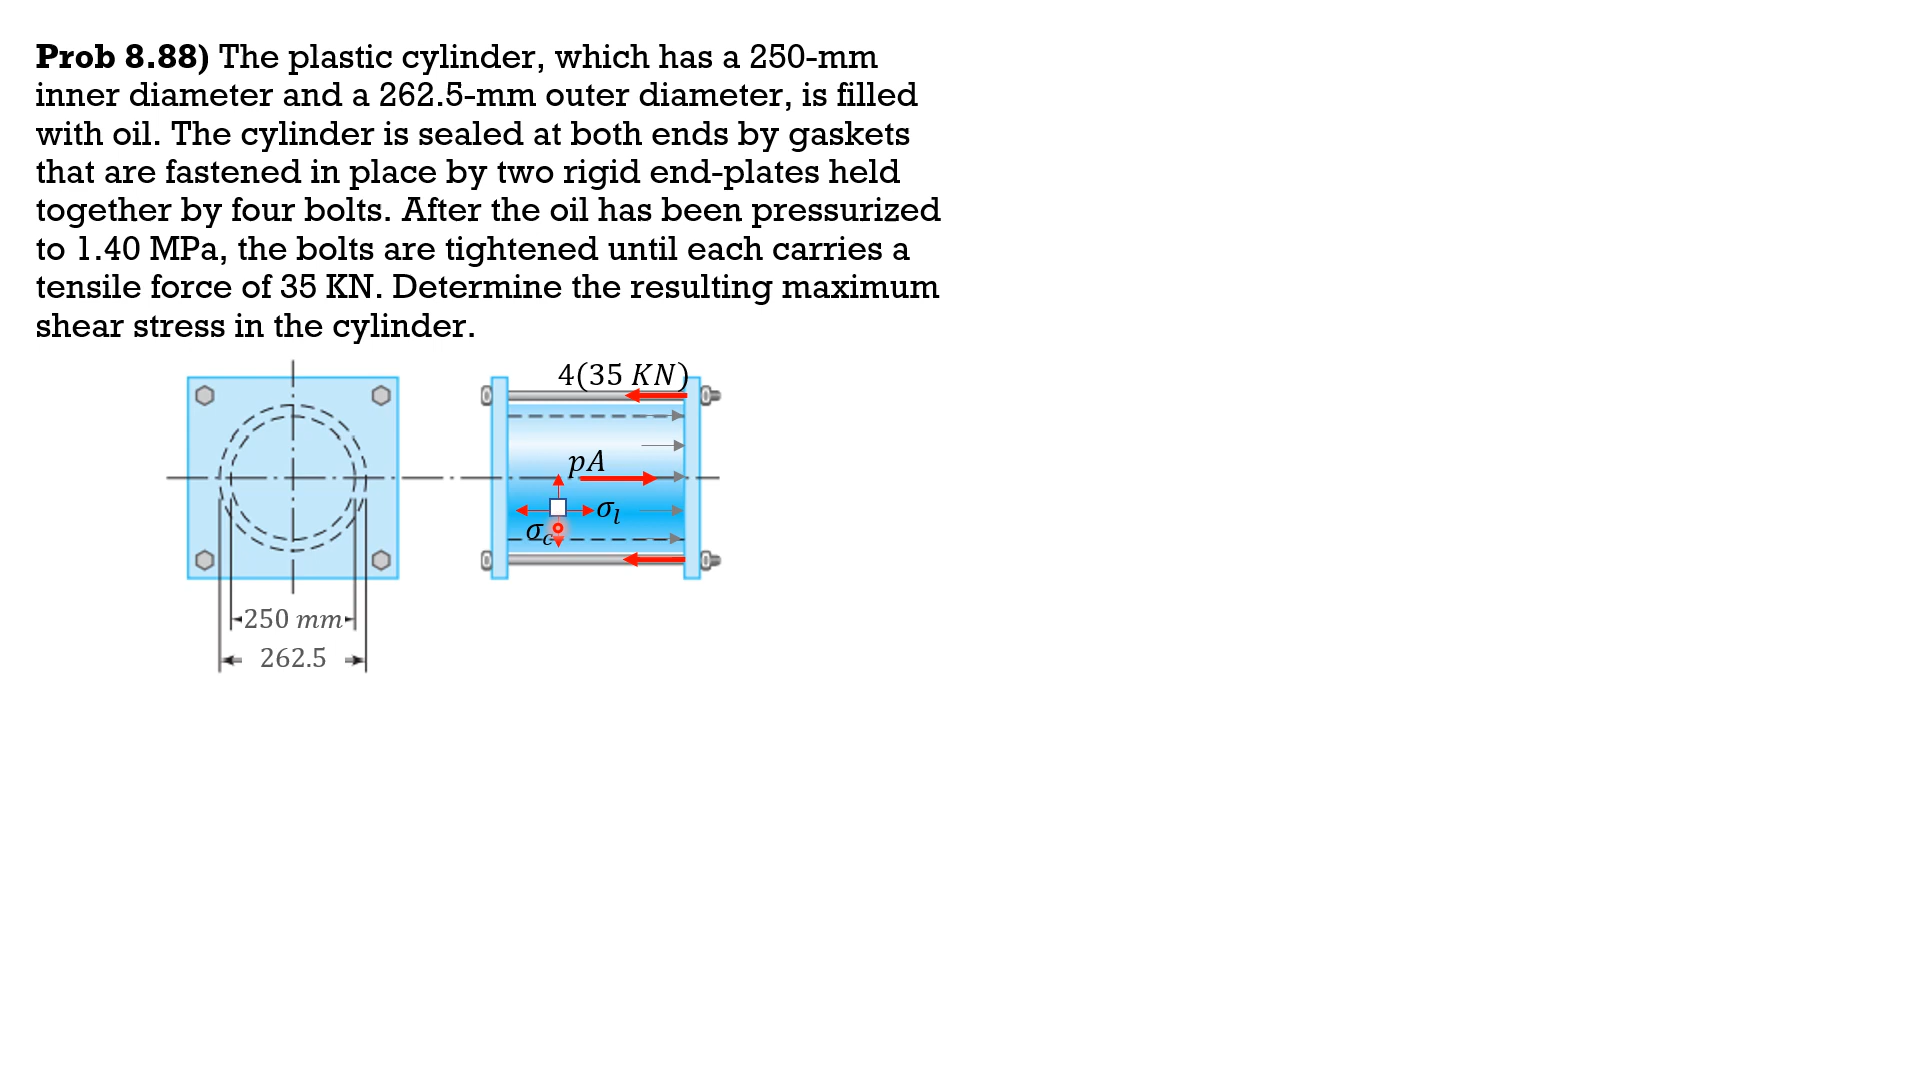 Prob 8.88) The plastic cylinder, which has a 250-mm
inner diameter and a 262.5-mm outer diameter, is filled
with oil. The cylinder is sealed at both ends by gaskets
that are fastened in place by two rigid end-plates held
together by four bolts. After the oil has been pressurized
to 1.40 MPa, the bolts are tightened until each carries a
tensile force of 35 KN. Determine the resulting maximum
shear stress in the cylinder.
4(35 KN)
pA
σl
σc
250 mm
262.5